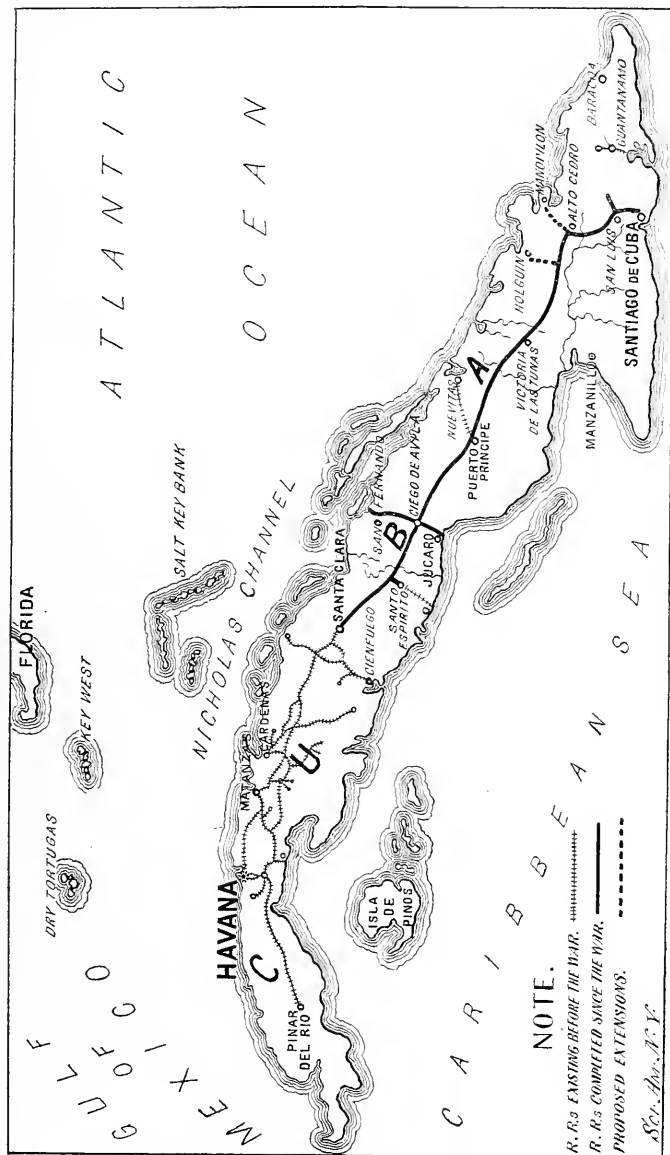 ATLANTIC
OCEAN
GULF
OF
MEXICO
FLORIDA
KEY WEST
DRY TORTUGAS
SALT KEY BANK
NICHOLAS CHANNEL
CUBA
HAVANA
MATANZAS
CARDENAS
PINAR
DEL RIO
ISLA
DE
PINOS
SANTA CLARA
CIENFUEGO
SANTO
ESPIRITOS
SAN FERNANDO
CIEGO DE AVILA
JUCARO
NUEVITAS
PUERTO
PRINCIPE
VICTORIA
DE LAS TUNAS
HOLGUIN
MANOPILON
ALTO CEDRO
BARACOA
GUANTANAMO
SAN LUIS
SANTIAGO DE CUBA
MANZANILLO
CARIBBEAN SEA
NOTE.
R. R.s EXISTING BEFORE THE WAR.
R. R.s COMPLETED SINCE THE WAR.
PROPOSED EXTENSIONS.
Sci. Am. N.Y.